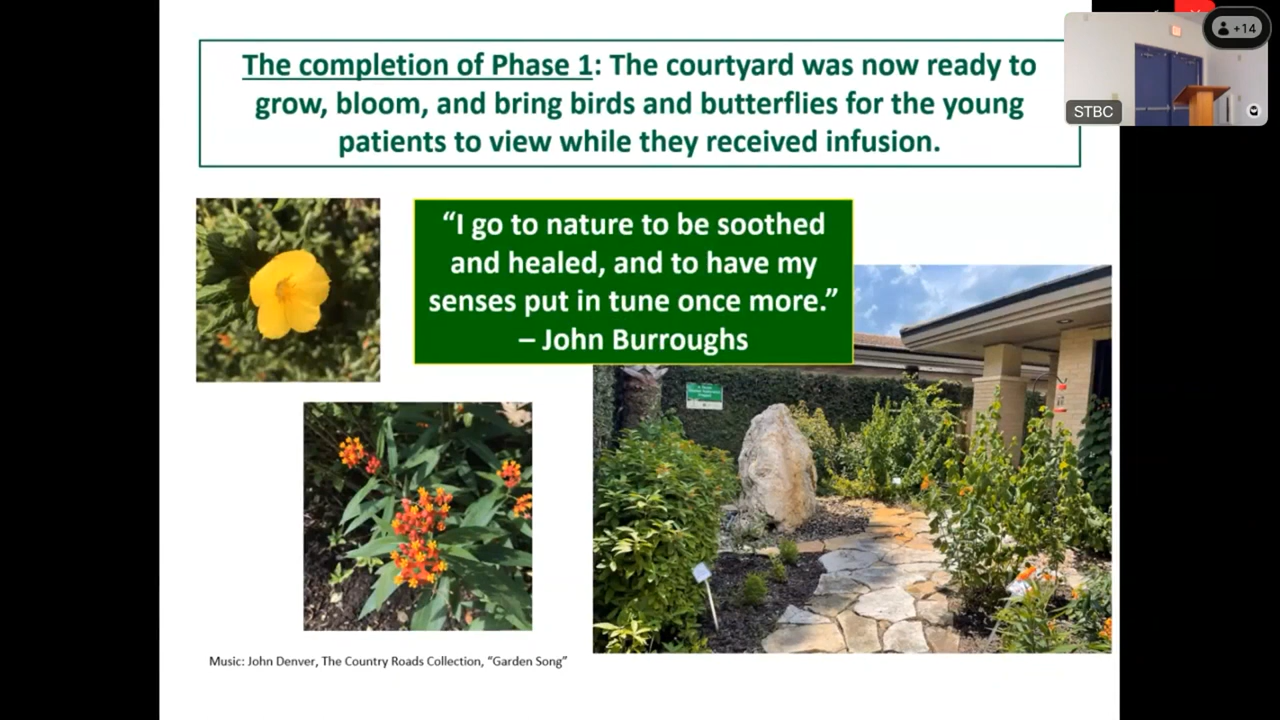 The completion of Phase 1: The courtyard was now ready to
grow, bloom, and bring birds and butterflies for the young
patients to view while they received infusion.
+14
STBC
“I go to nature to be soothed
and healed, and to have my
senses put in tune once more.”
– John Burroughs
Music: John Denver, The Country Roads Collection, “Garden Song”